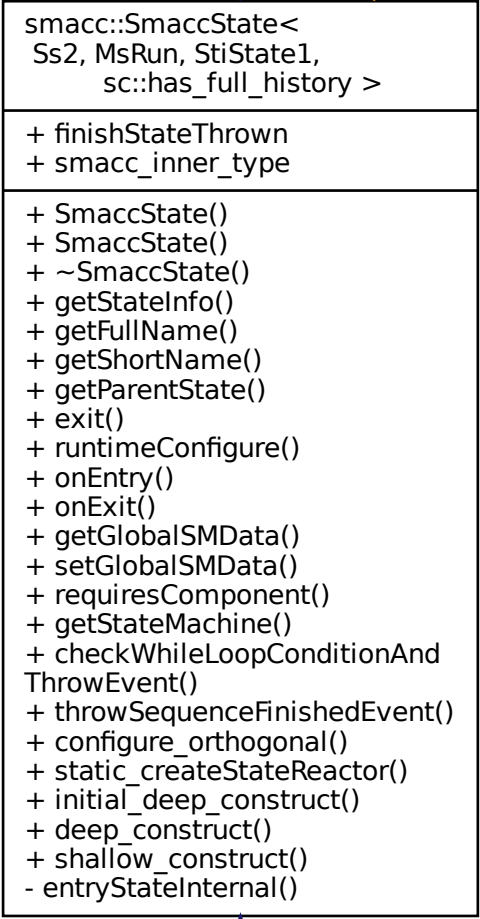 smacc::SmaccState<
Ss2, MsRun, StiState1,
sc::has_full_history >
+ finishStateThrown
+ smacc_inner_type
+ SmaccState()
+ SmaccState()
+ ~SmaccState()
+ getStateInfo()
+ getFullName()
+ getShortName()
+ getParentState()
+ exit()
+ runtimeConfigure()
+ onEntry()
+ onExit()
+ getGlobalSMData()
+ setGlobalSMData()
+ requiresComponent()
+ getStateMachine()
+ checkWhileLoopConditionAnd
ThrowEvent()
+ throwSequenceFinishedEvent()
+ configure_orthogonal()
+ static_createStateReactor()
+ initial_deep_construct()
+ deep_construct()
+ shallow_construct()
- entryStateInternal()